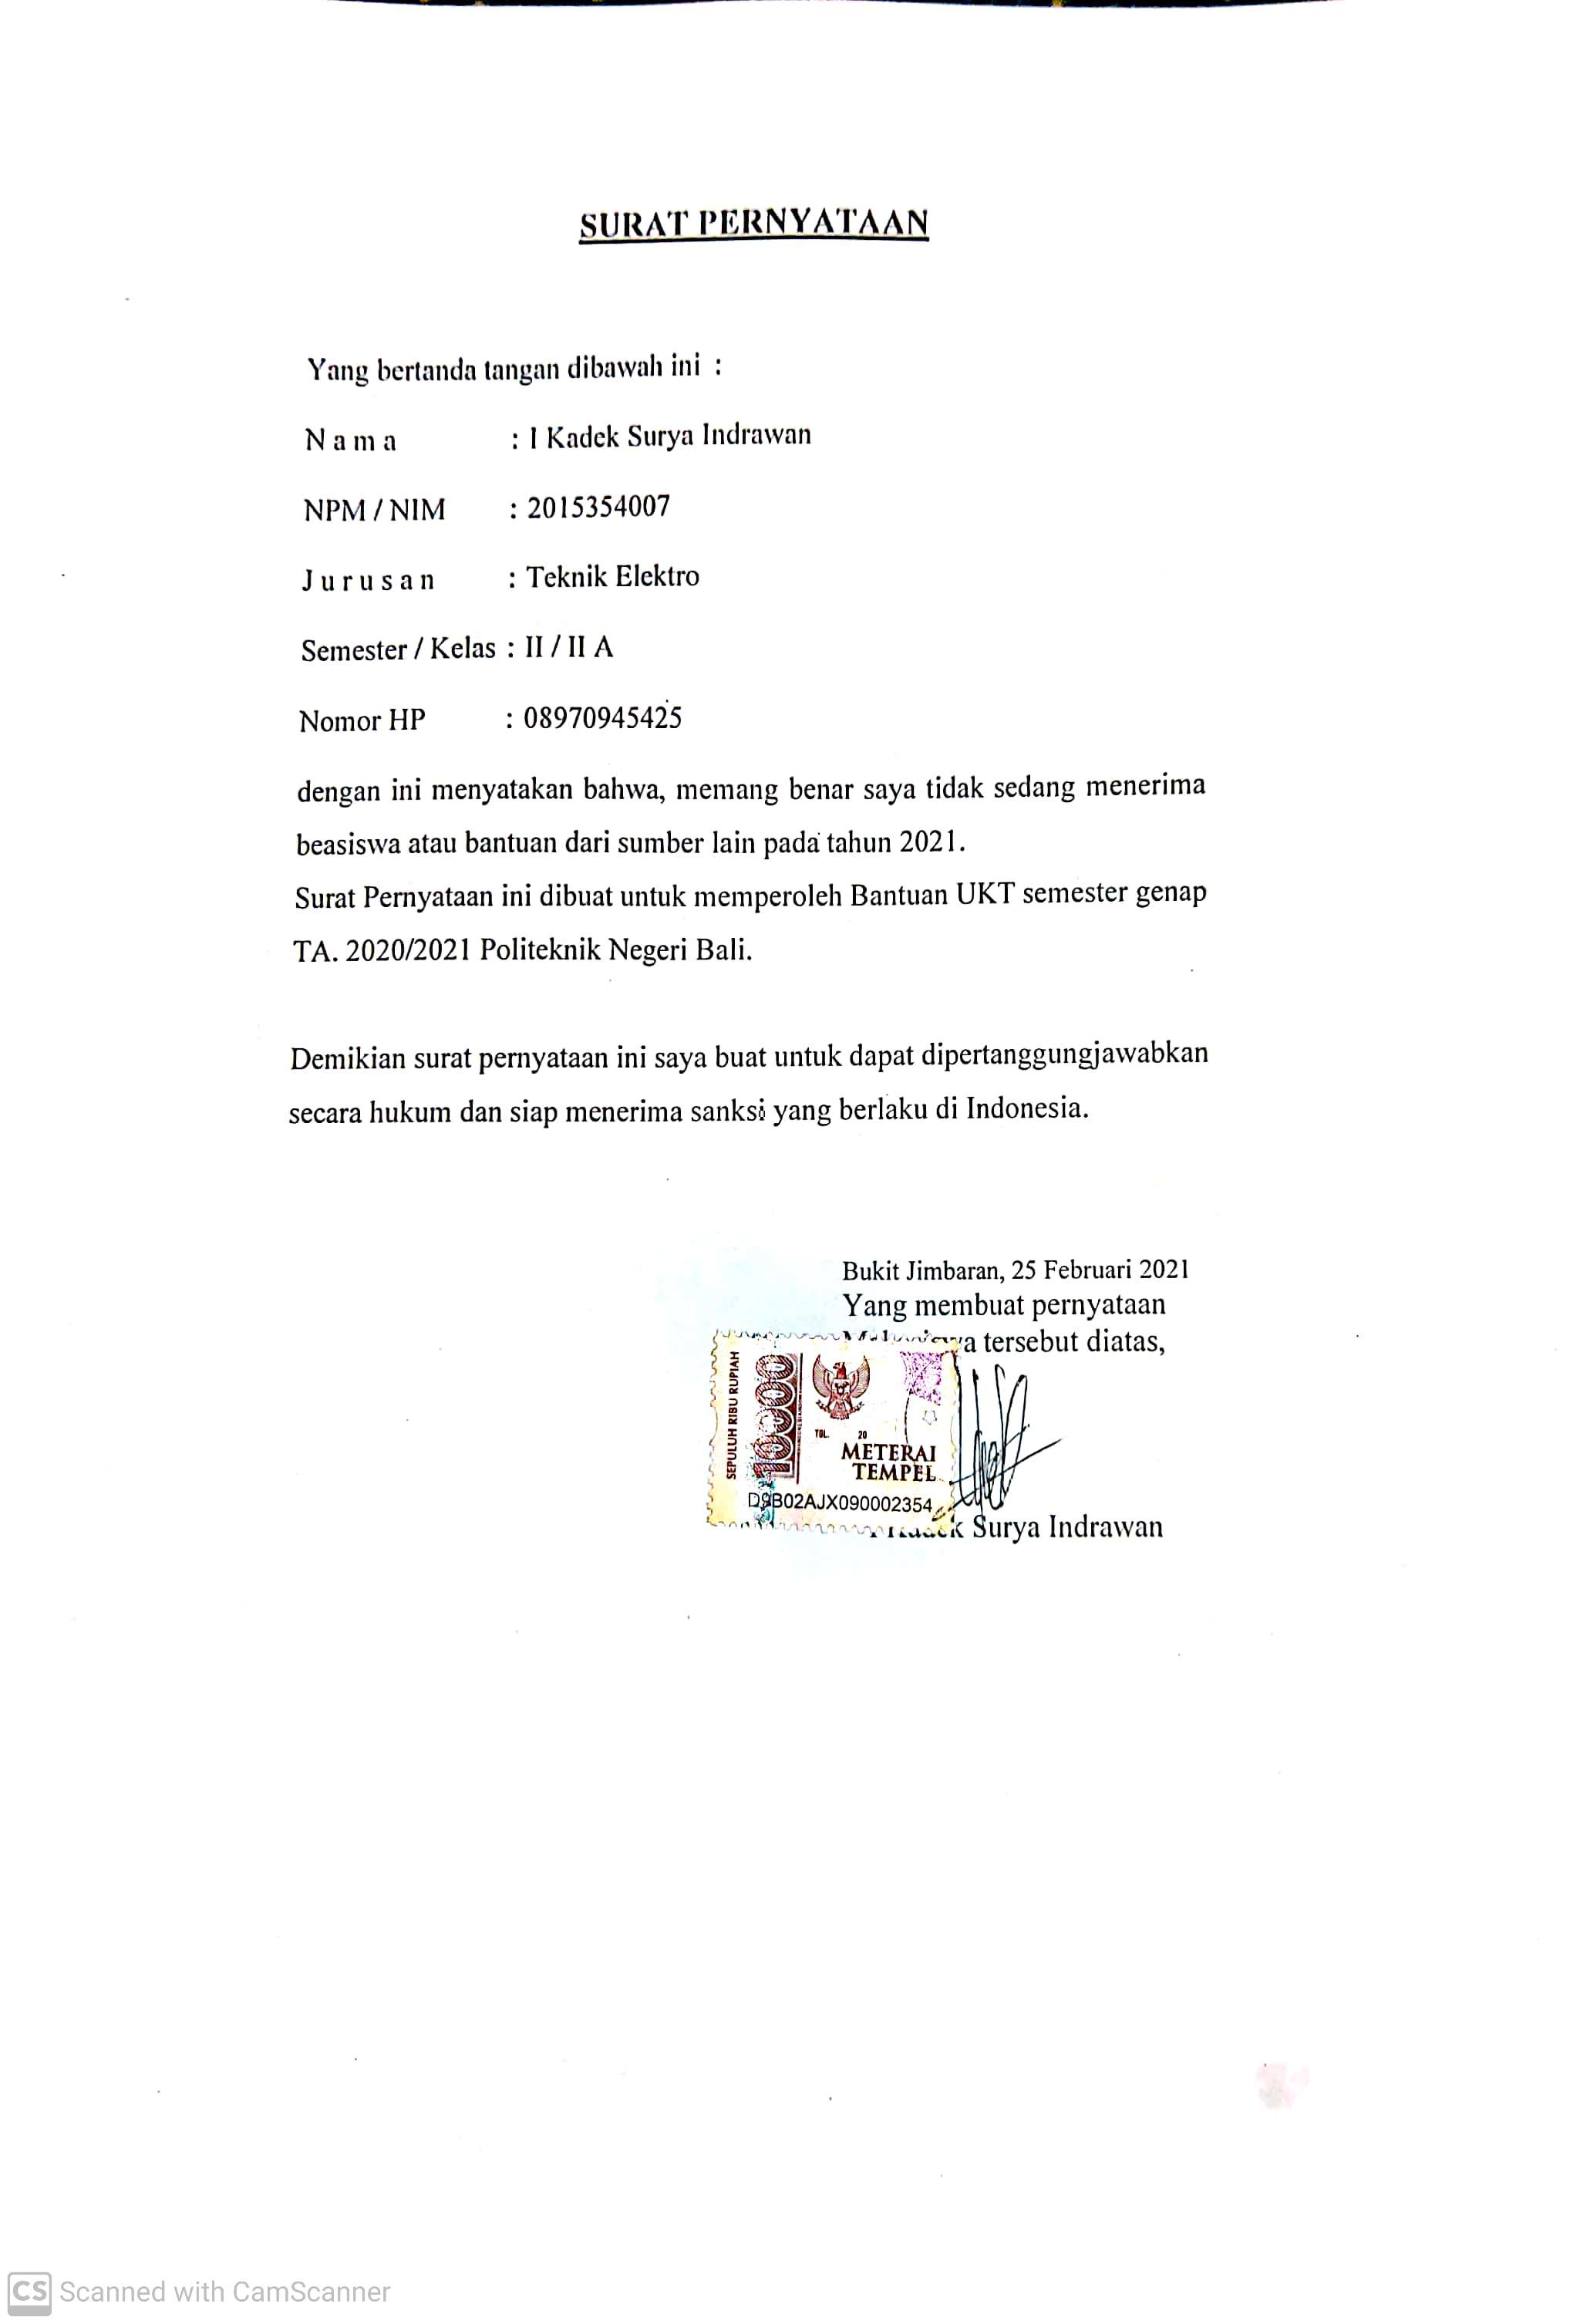 SURAT PERNYATAAN
Yang bertanda tangan dibawah ini :
N a m a : I Kadek Surya Indrawan
NPM / NIM : 2015354007
J u r u s a n : Teknik Elektro
Semester / Kelas : II / II A
Nomor HP : 08970945425
dengan ini menyatakan bahwa, memang benar saya tidak sedang menerima
beasiswa atau bantuan dari sumber lain pada tahun 2021.
Surat Pernyataan ini dibuat untuk memperoleh Bantuan UKT semester genap
TA. 2020/2021 Politeknik Negeri Bali.
Demikian surat pernyataan ini saya buat untuk dapat dipertanggungjawabkan
secara hukum dan siap menerima sanksi yang berlaku di Indonesia.
Bukit Jimbaran, 25 Februari 2021
Yang membuat pernyataan
tersebut diatas,
SEPULUH RIBU RUPIAH
10000
TGL. 20
METERAI
TEMPEL
D9B02AJX090002354
Surya Indrawan
CS Scanned with CamScanner